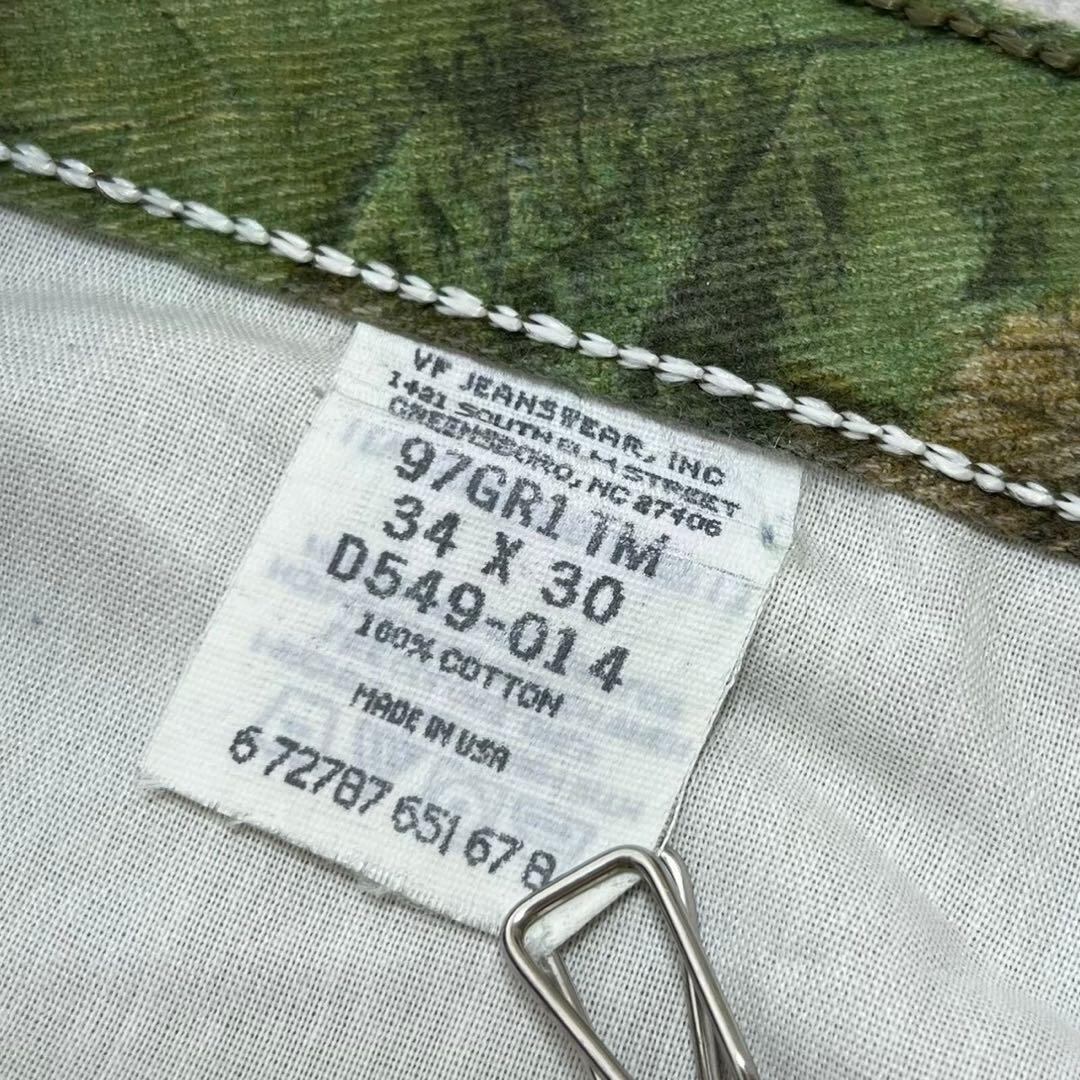 VF JEANSWEAR, INC
1421 SOUTH ELM STREET
GREENSBORO, NC 27406
97GR1TM
34 X 30
D549-014
100% COTTON
MADE IN USA
6 72787 65167 8